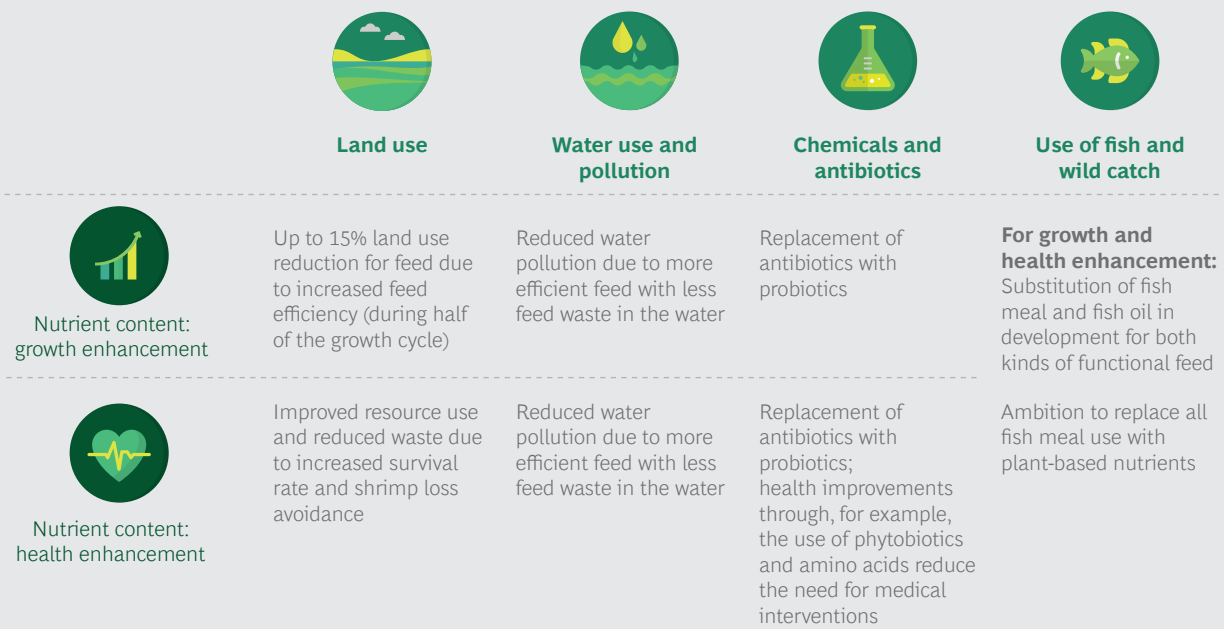 Land use
Water use and
pollution
Chemicals and
antibiotics
Use of fish and
wild catch
Nutrient content:
growth enhancement
Up to 15% land use
reduction for feed due
to increased feed
efficiency (during half
of the growth cycle)
Reduced water
pollution due to more
efficient feed with less
feed waste in the water
Replacement of
antibiotics with
probiotics
For growth and
health enhancement:
Substitution of fish
meal and fish oil in
development for both
kinds of functional feed
Nutrient content:
health enhancement
Improved resource use
and reduced waste due
to increased survival
rate and shrimp loss
avoidance
Reduced water
pollution due to more
efficient feed with less
feed waste in the water
Replacement of
antibiotics with
probiotics;
health improvements
through, for example,
the use of phytobiotics
and amino acids reduce
the need for medical
interventions
Ambition to replace all
fish meal use with
plant-based nutrients